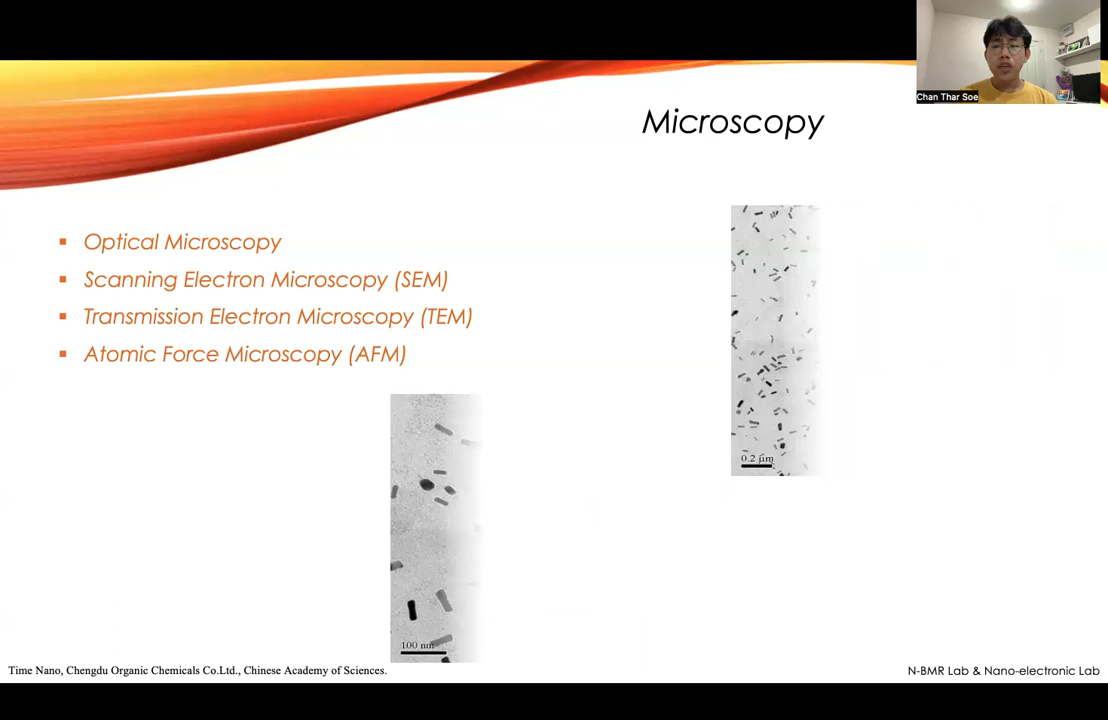 Chan Thar Soe
Microscopy
Optical Microscopy
Scanning Electron Microscopy (SEM)
Transmission Electron Microscopy (TEM)
Atomic Force Microscopy (AFM)
0.2 µm
100 nm
Time Nano, Chengdu Organic Chemicals Co.Ltd., Chinese Academy of Sciences.
N-BMR Lab & Nano-electronic Lab